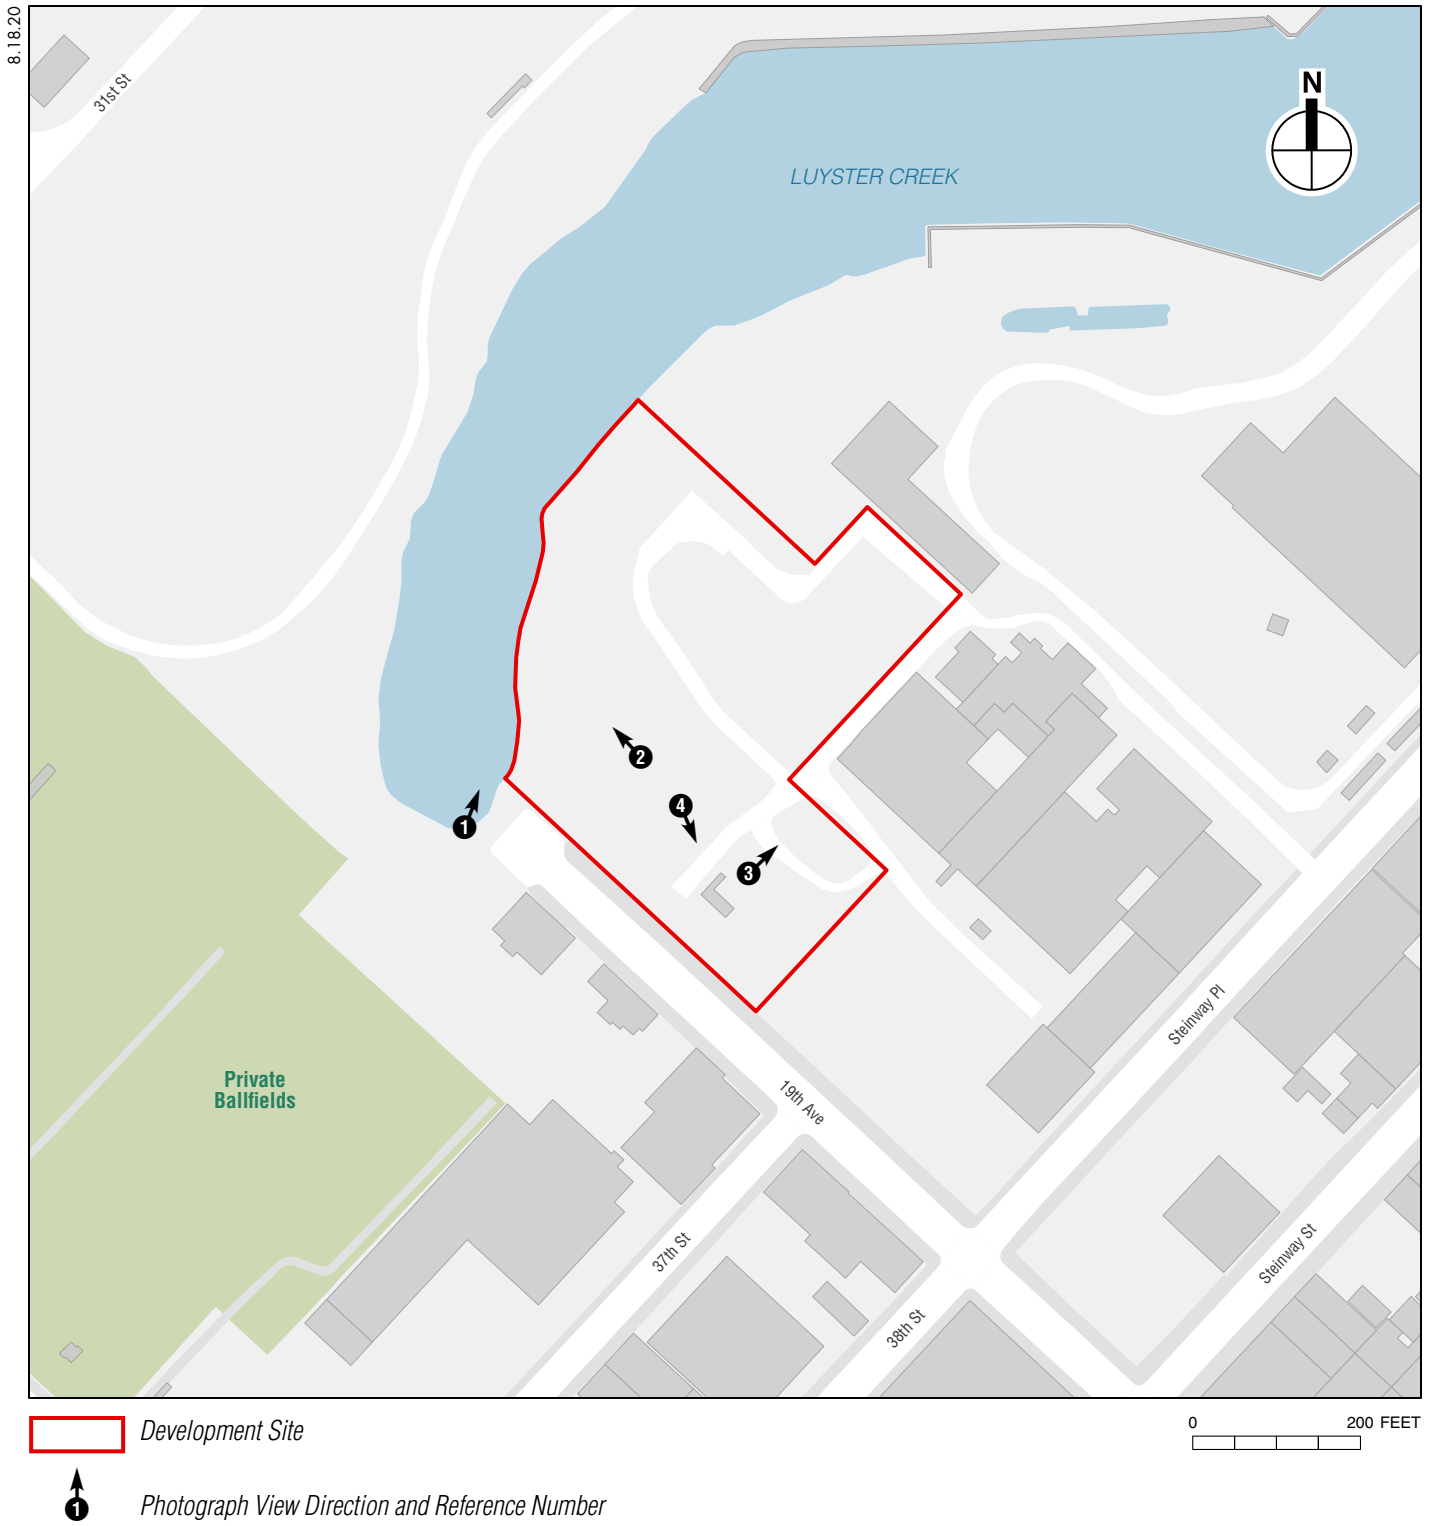 8.18.20
31st St
N
LUYSTER CREEK
2
4
1
3
Steinway Pl
Private
Ballfields
19th Ave
37th St
Steinway St
38th St
Development Site
0 200 FEET
1
Photograph View Direction and Reference Number